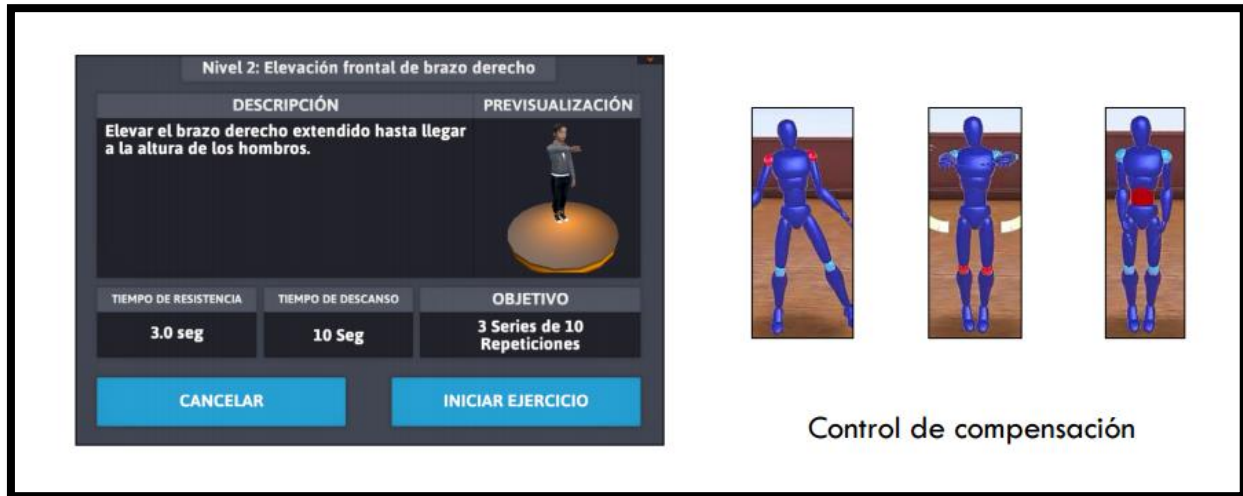 Nivel 2: Elevación frontal de brazo derecho
DESCRIPCIÓN
PREVISUALIZACIÓN
Elevar el brazo derecho extendido hasta llegar
a la altura de los hombros.
TIEMPO DE RESISTENCIA
TIEMPO DE DESCANSO
OBJETIVO
3.0 seg
10 Seg
3 Series de 10
Repeticiones
CANCELAR
INICIAR EJERCICIO
Control de compensación